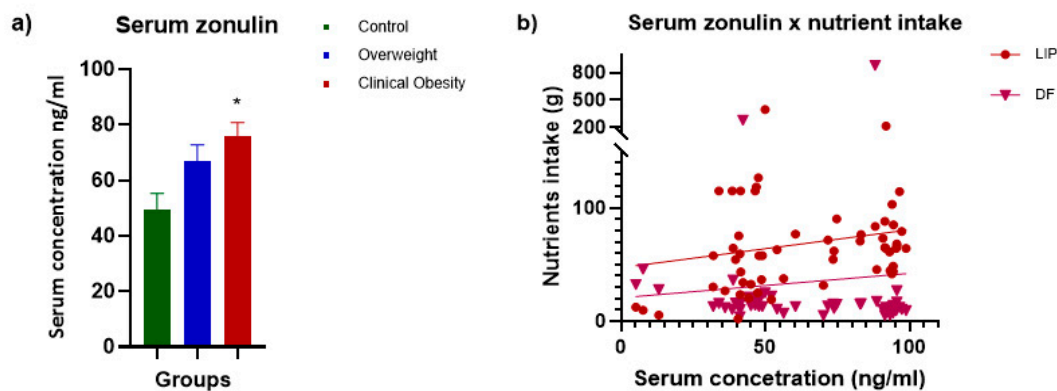 a)
Serum zonulin
Control
Overweight
Clinical Obesity
Serum concentration ng/ml
100
80
60
40
20
0
*
Groups
b)
Serum zonulin x nutrient intake
LIP
DF
Nutrients intake (g)
800
500
200
100
0
0
50
100
Serum concetration (ng/ml)